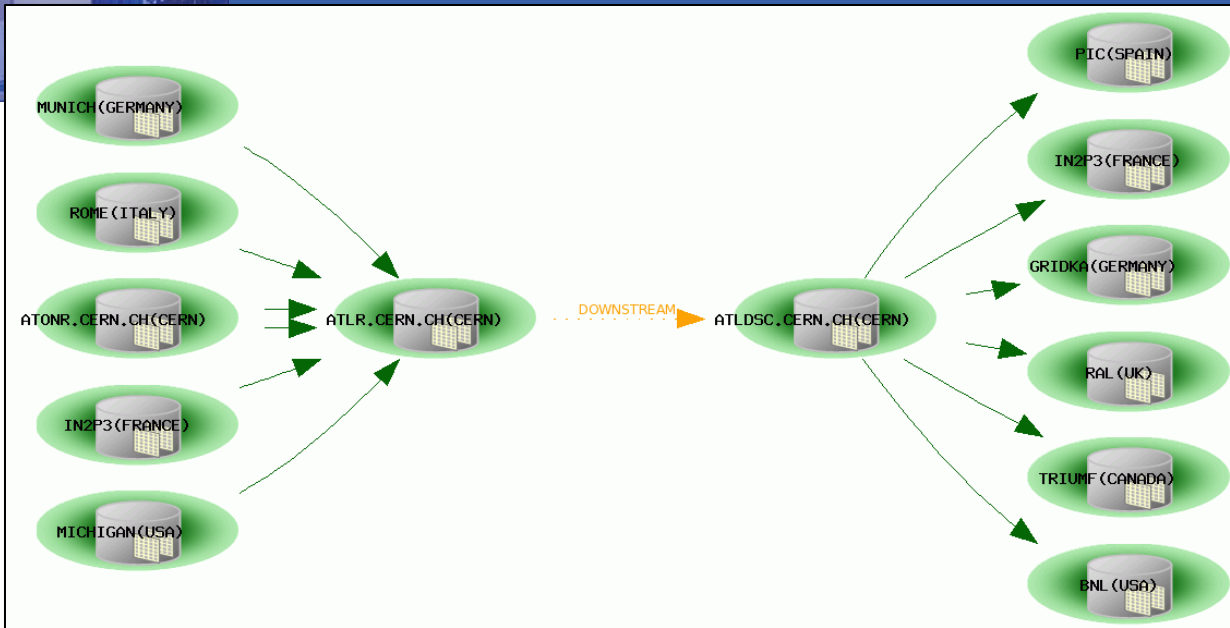 MUNICH(GERMANY)
ROME(ITALY)
ATONR.CERN.CH(CERN)
IN2P3(FRANCE)
MICHIGAN(USA)
ATLR.CERN.CH(CERN)
DOWNSTREAM
ATLDSC.CERN.CH(CERN)
PIC(SPAIN)
IN2P3(FRANCE)
GRIDKA(GERMANY)
RAL(UK)
TRIUMF(CANADA)
BNL(USA)